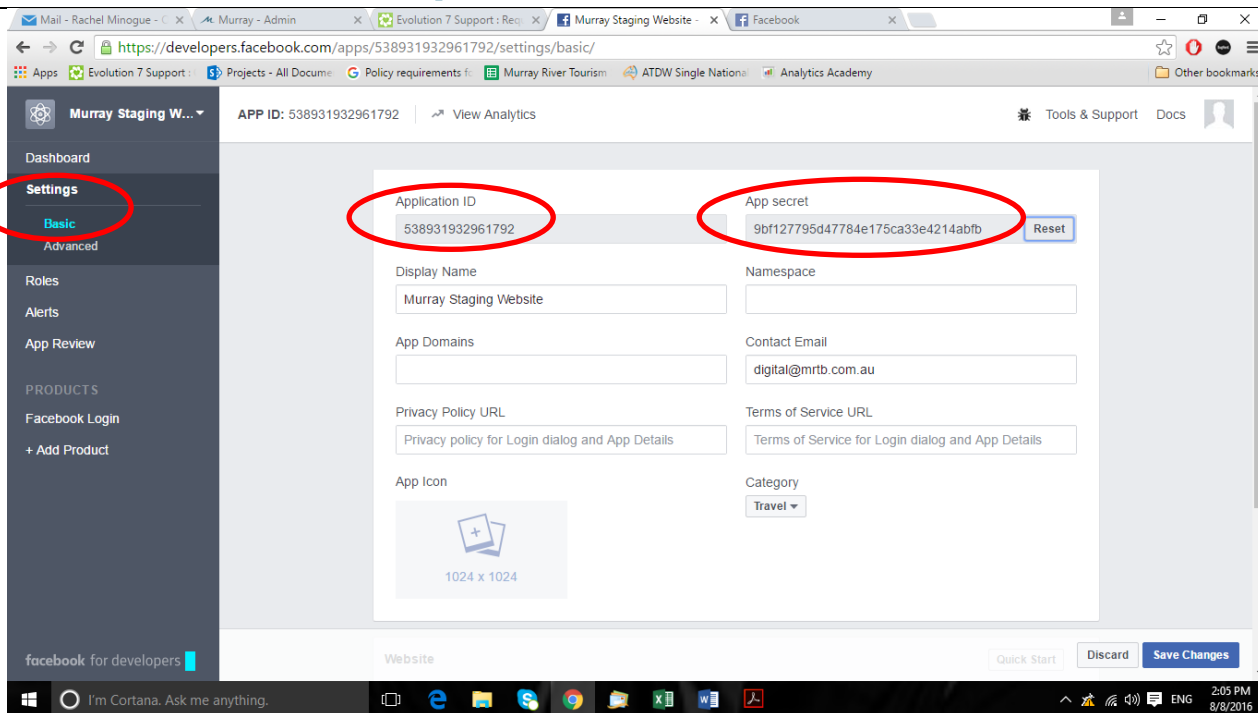 Mail - Rachel Minogue - C
Murray - Admin
Evolution 7 Support : Req
Murray Staging Website -
Facebook
https://developers.facebook.com/apps/538931932961792/settings/basic/
Apps
Evolution 7 Support :
Projects - All Docume
Policy requirements fo
Murray River Tourism
ATDW Single National
Analytics Academy
Other bookmarks
Murray Staging W...
APP ID: 538931932961792
View Analytics
Tools & Support
Docs
Dashboard
Settings
Basic
Advanced
Roles
Alerts
App Review
PRODUCTS
Facebook Login
+ Add Product
facebook for developers
Application ID
538931932961792
App secret
9bf127795d47784e175ca33e4214abfb
Reset
Display Name
Murray Staging Website
Namespace
App Domains
Contact Email
digital@mrtb.com.au
Privacy Policy URL
Privacy policy for Login dialog and App Details
Terms of Service URL
Terms of Service for Login dialog and App Details
App Icon
1024 x 1024
Category
Travel
Website
Quick Start
Discard
Save Changes
I'm Cortana. Ask me anything.
ENG
2:05 PM
8/8/2016